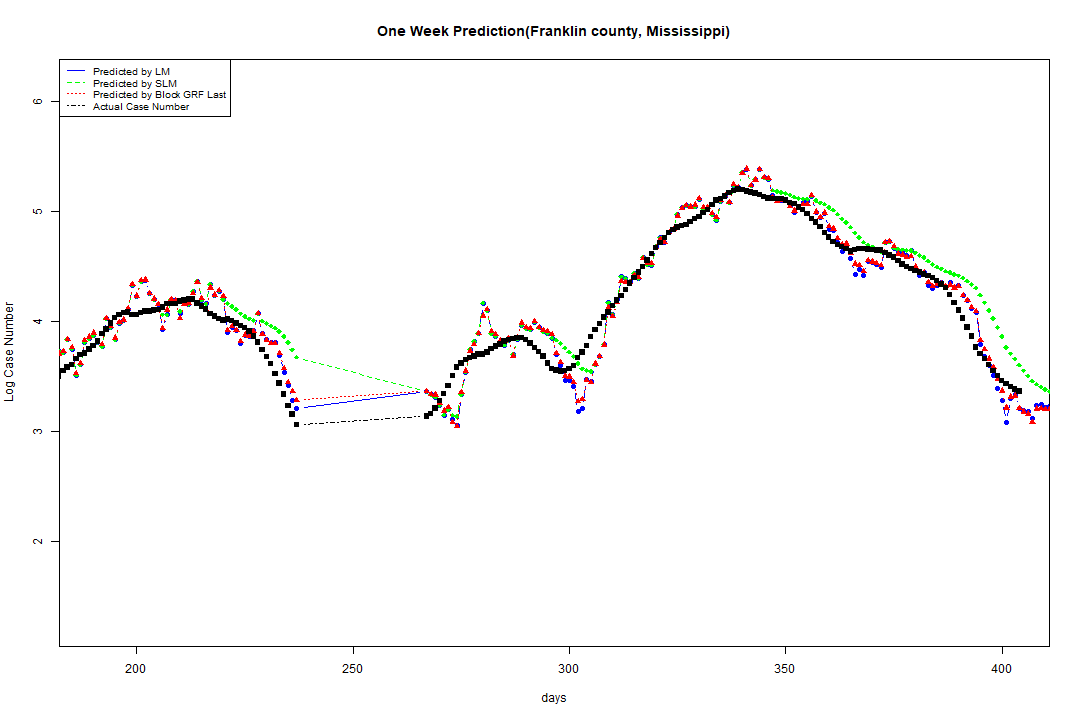 One Week Prediction(Franklin county, Mississippi)
Predicted by LM
Predicted by SLM
Predicted by Block GRF Last
Actual Case Number
Log Case Number
6
5
4
3
2
200 250 300 350 400
days